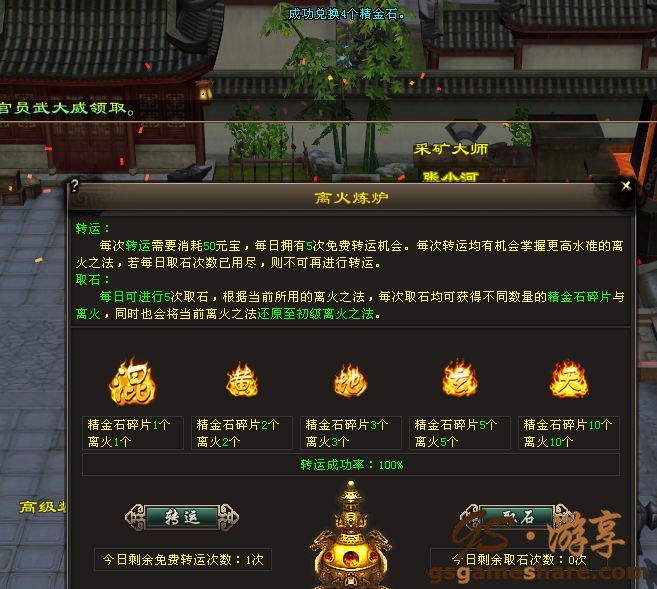 成功兑换4个精金石。
官员武大威领取。
采矿大师
张小河
?
离火炼炉
转运：
每次转运需要消耗50元宝，每日拥有5次免费转运机会。每次转运均有机会掌握更高水准的离
火之法，若每日取石次数已用尽，则不可再进行转运。
取石：
每日可进行5次取石，根据当前所用的离火之法，每次取石均可获得不同数量的精金石碎片与
离火，同时也会将当前离火之法还原至初级离火之法。
混 黄 地 玄 天
精金石碎片1个 精金石碎片2个 精金石碎片3个 精金石碎片5个 精金石碎片10个
离火1个 离火2个 离火3个 离火5个 离火10个
转运成功率：100%
高级
转运 取石
今日剩余免费转运次数：1次 今日剩余取石次数：0次
GS·游享
gsgameshare.com